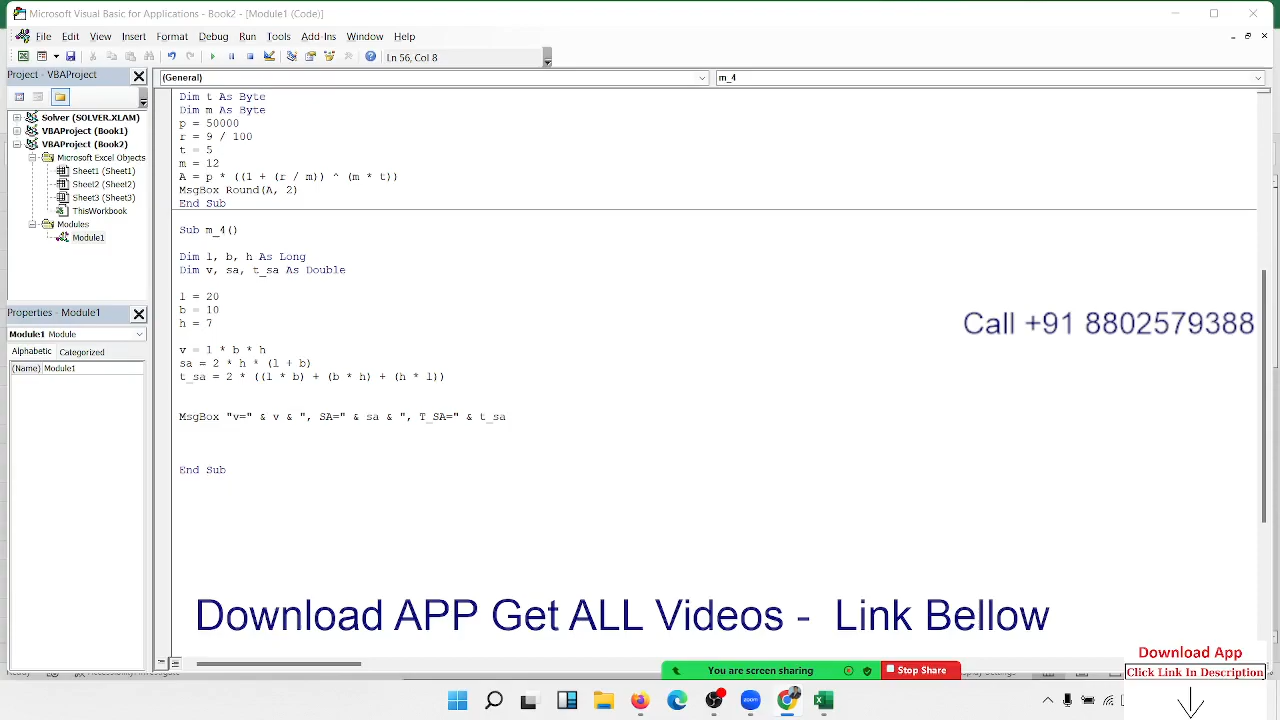 Microsoft Visual Basic for Applications - Book2 - [Module1 (Code)]
File Edit View Insert Format Debug Run Tools Add-Ins Window Help
Ln 56, Col 8
Project - VBAProject
(General) m_4
Solver (SOLVER.XLAM)
VBAProject (Book1)
VBAProject (Book2)
Microsoft Excel Objects
Sheet1 (Sheet1)
Sheet2 (Sheet2)
Sheet3 (Sheet3)
ThisWorkbook
Modules
Module1
Properties - Module1
Module1 Module
Alphabetic Categorized
(Name) Module1
Dim t As Byte
Dim m As Byte
p = 50000
r = 9 / 100
t = 5
m = 12
A = p * ((1 + (r / m)) ^ (m * t))
MsgBox Round(A, 2)
End Sub
Sub m_4()
Dim l, b, h As Long
Dim v, sa, t_sa As Double
l = 20
b = 10
h = 7
v = l * b * h
sa = 2 * h * (l + b)
t_sa = 2 * ((l * b) + (b * h) + (h * l))
MsgBox "v=" & v & ", SA=" & sa & ", T_SA=" & t_sa
End Sub
Call +91 8802579388
Download APP Get ALL Videos - Link Bellow
Download App
Click Link In Description
You are screen sharing Stop Share
zoom